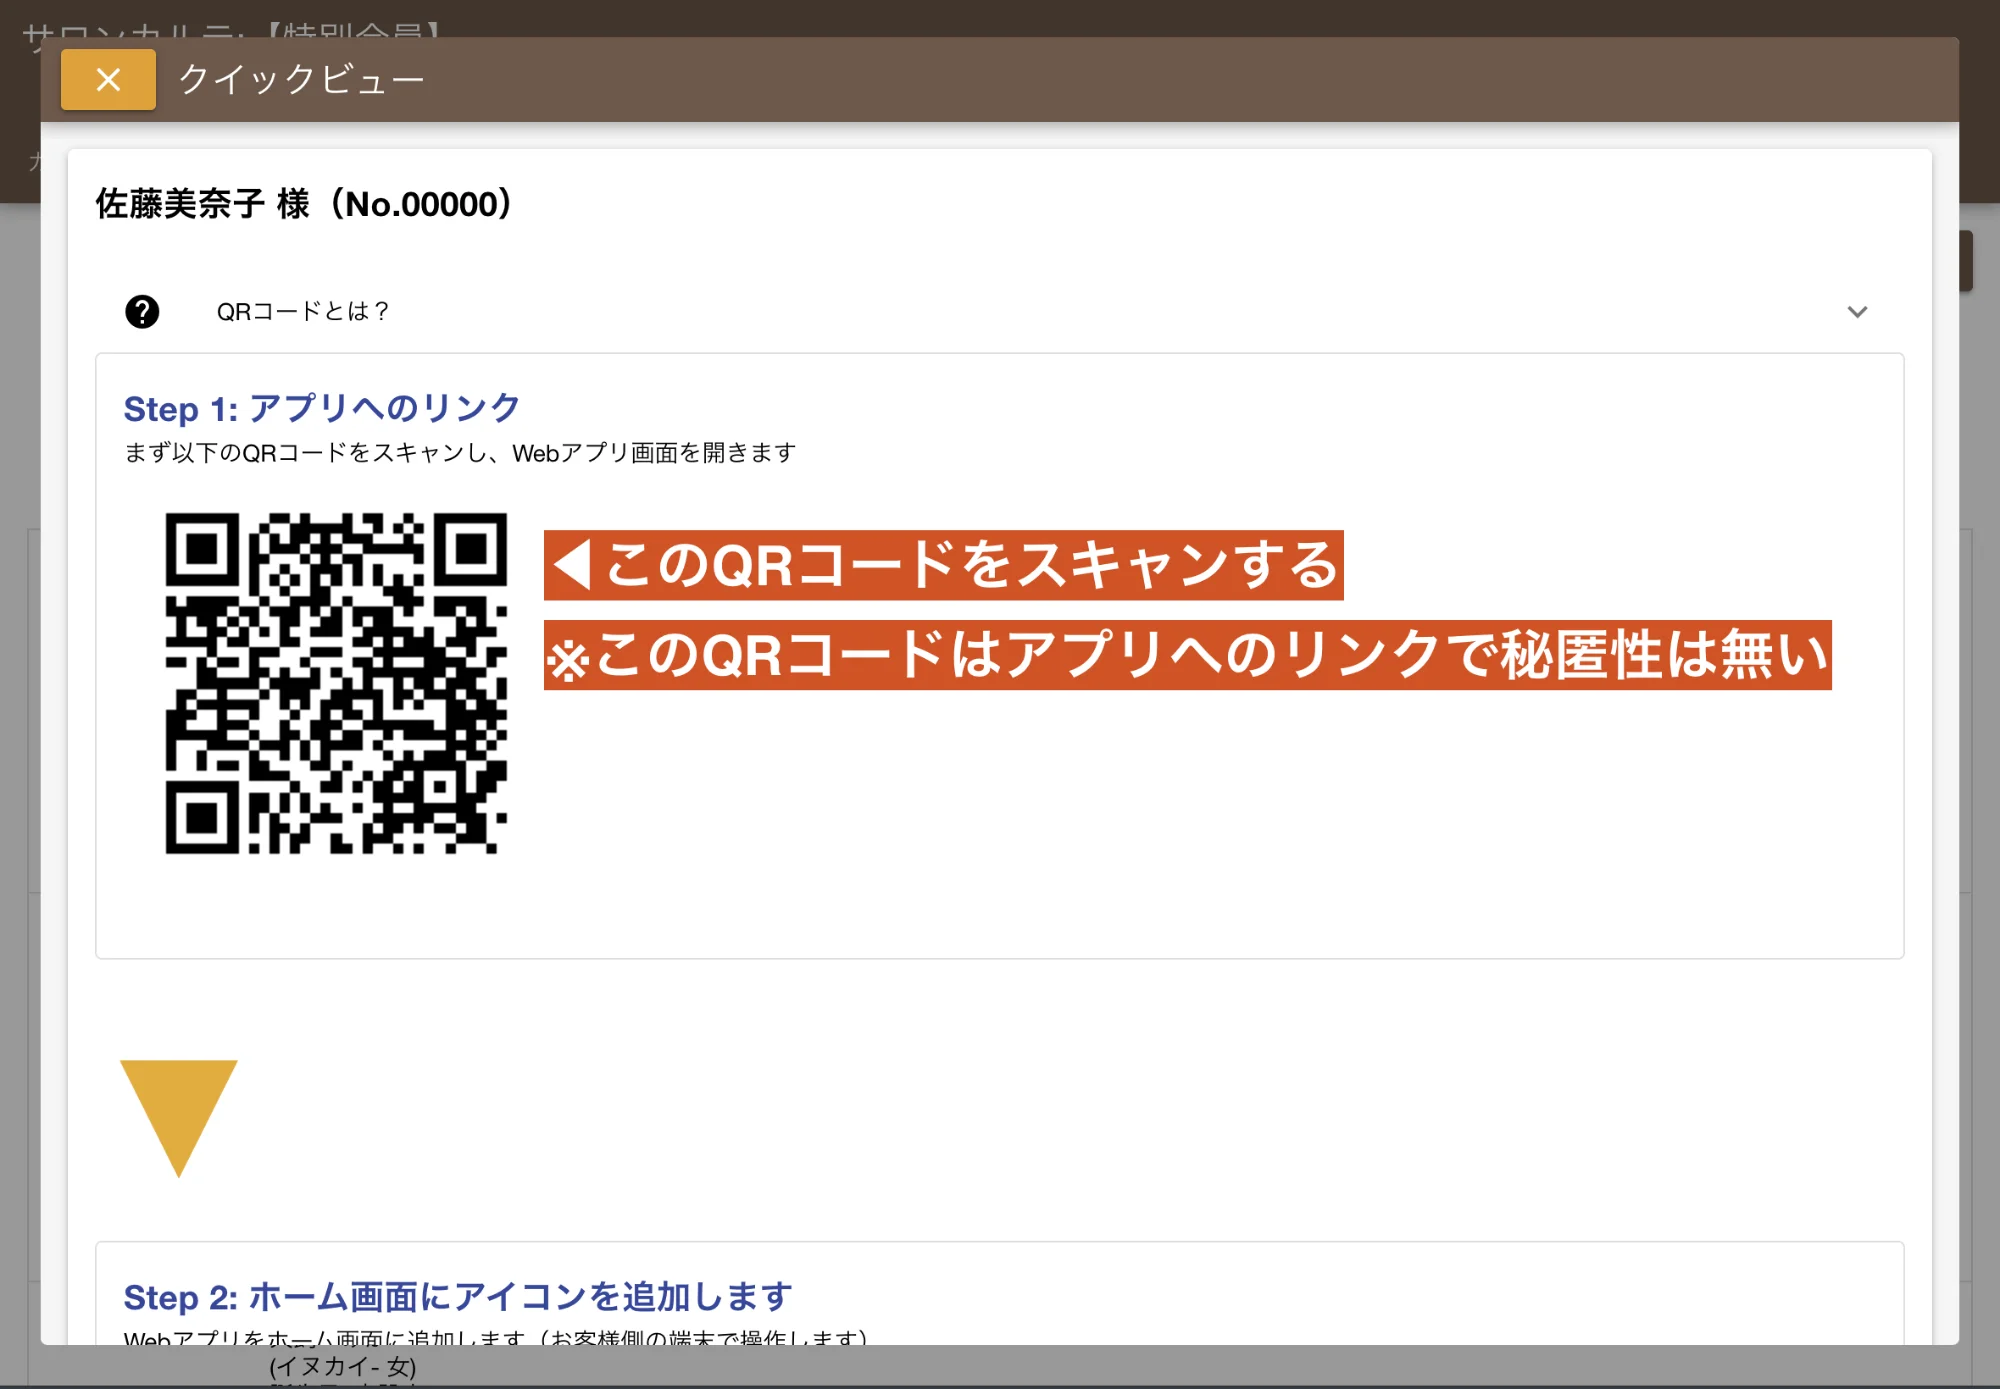 サロンカルテ:【特別会員】
クイックビュー
佐藤美奈子 様（No.00000）
QRコードとは？
Step 1: アプリへのリンク
まず以下のQRコードをスキャンし、Webアプリ画面を開きます
◀このQRコードをスキャンする
※このQRコードはアプリへのリンクで秘匿性は無い
Step 2: ホーム画面にアイコンを追加します
Webアプリをホーム画面に追加します（お客様側の端末で操作します）
(イヌカイ- 女)